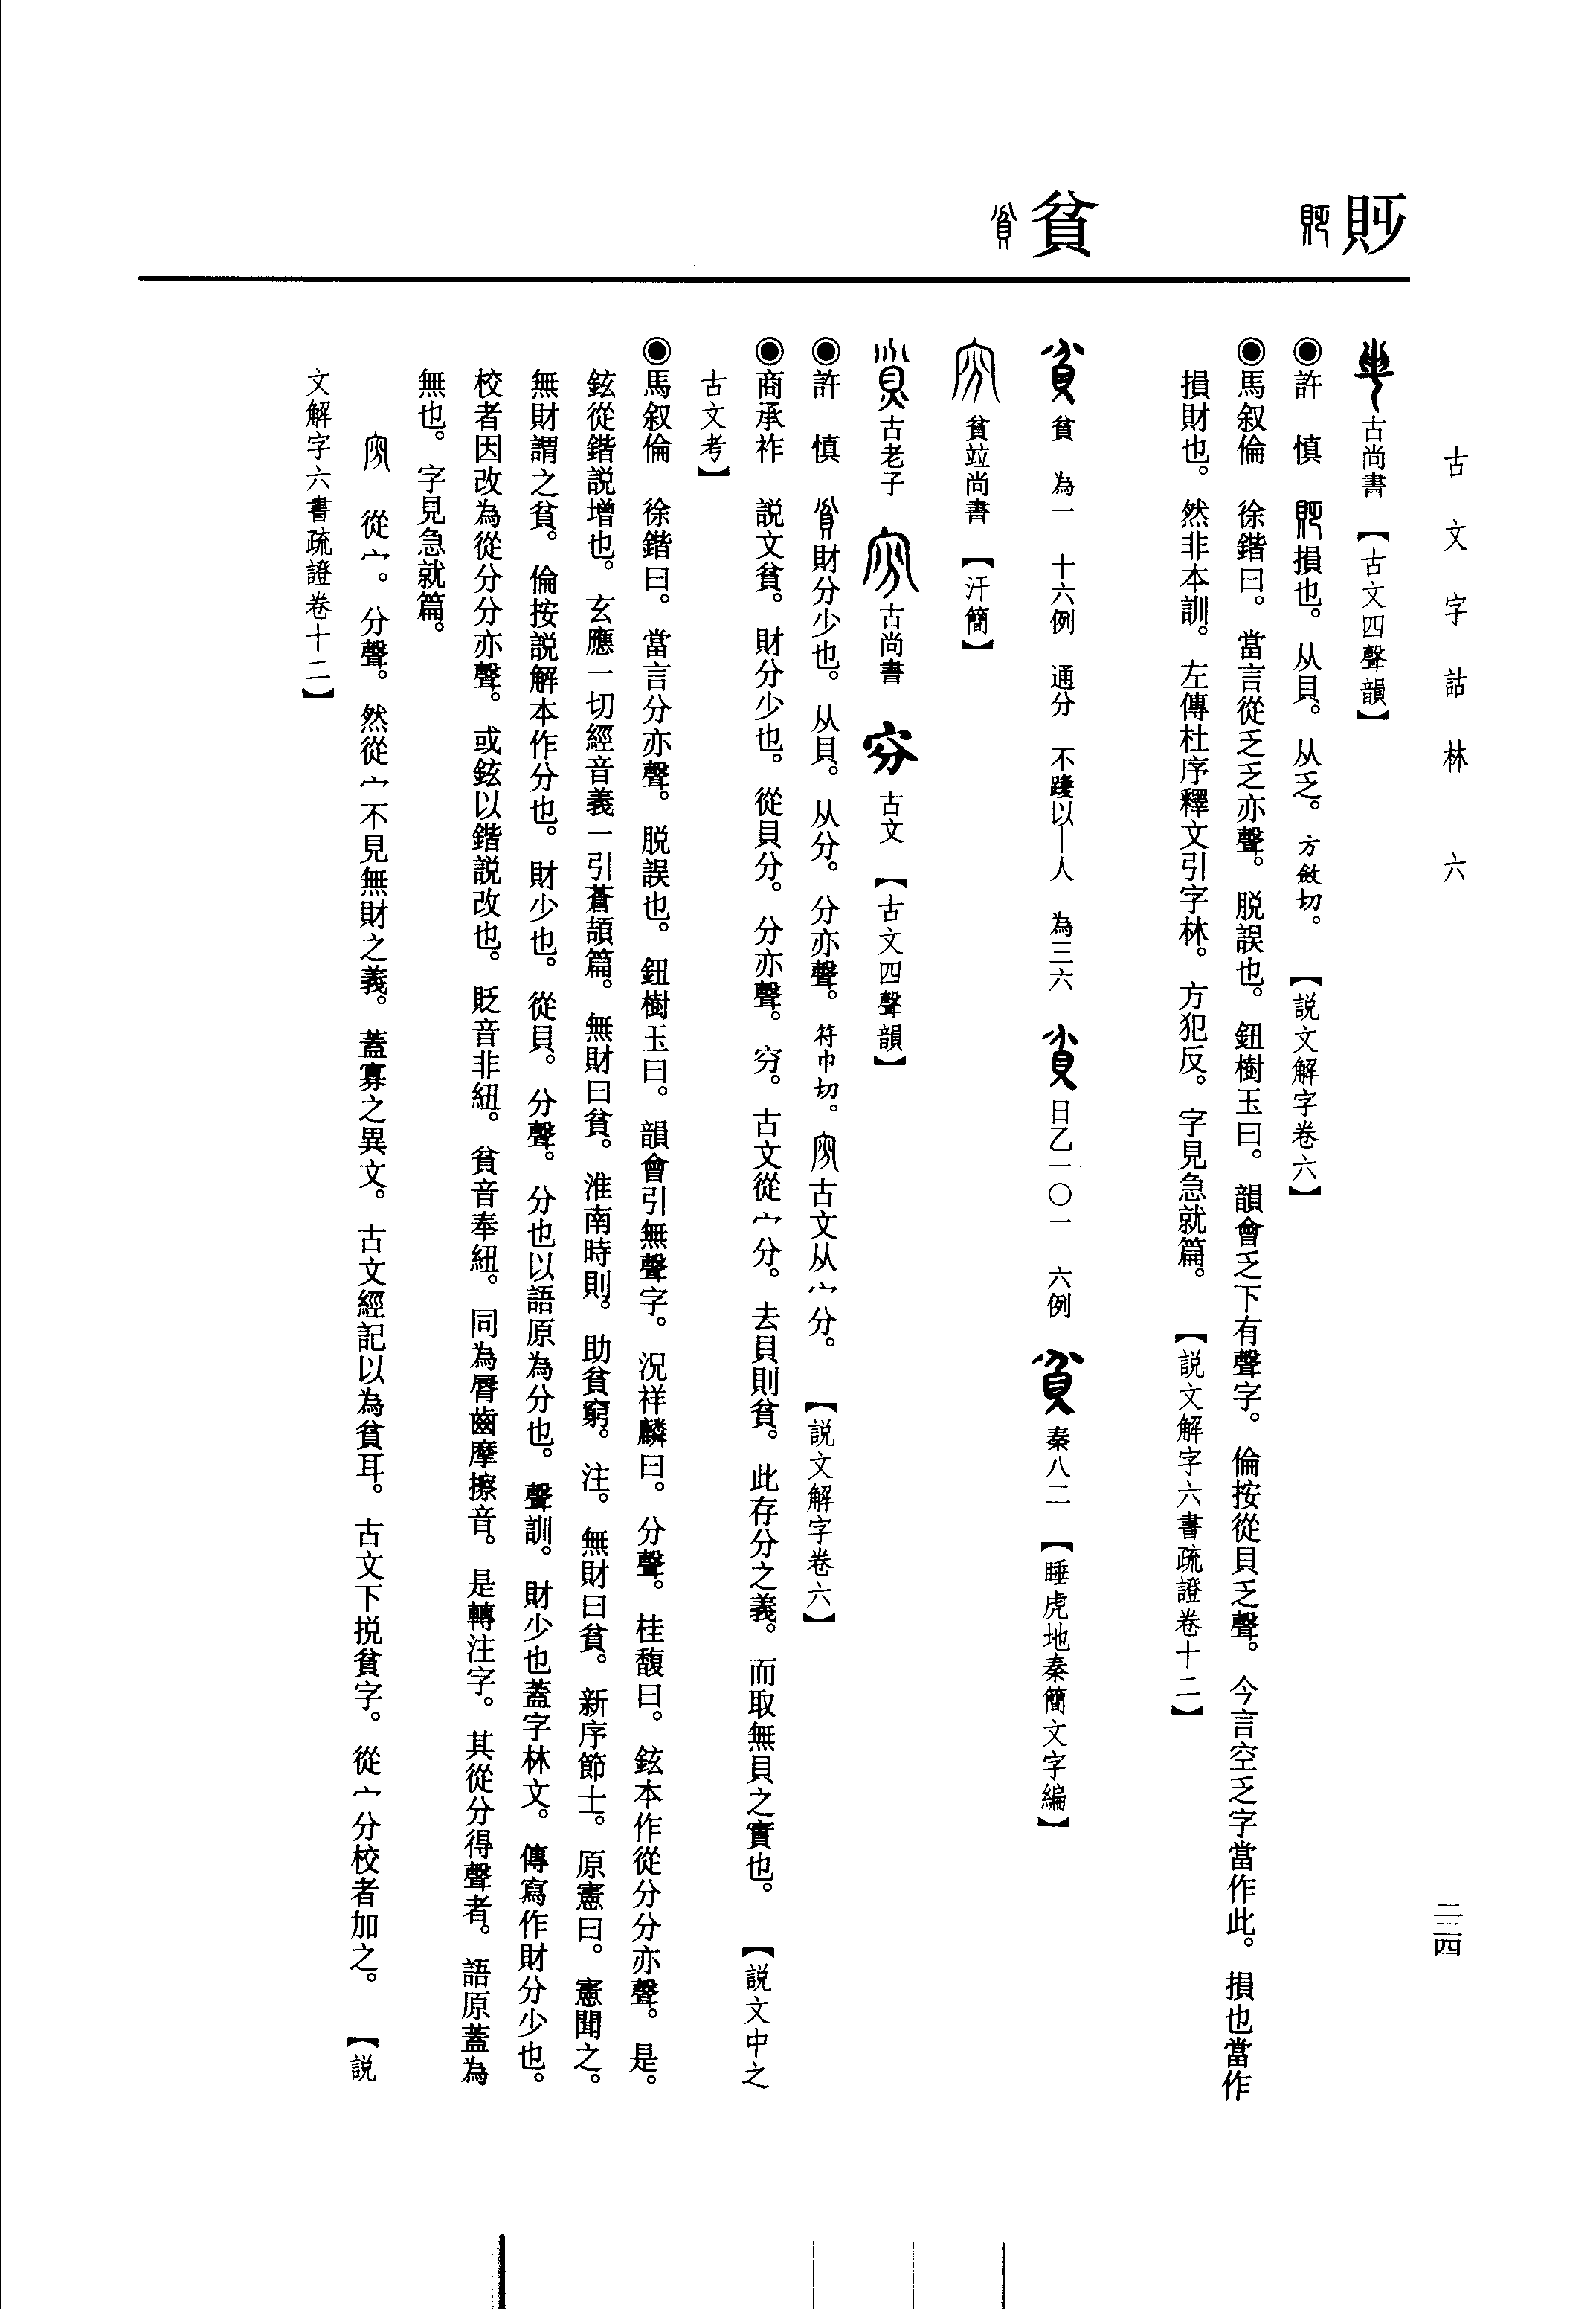 古文字詁林 六
二三四
貶
貧
古尚書 【古文四聲韻】
◉許 慎 損也。从貝。从乏。方斂切。 【説文解字卷六】
◉馬叙倫 徐鍇曰。當言從乏乏亦聲。脱誤也。鈕樹玉曰。韻會乏下有聲字。倫按從貝乏聲。今言空乏字當作此。損也當作
損財也。然非本訓。左傳杜序釋文引字林。方犯反。字見急就篇。 【説文解字六書疏證卷十二】
貧 為一 十六例 通分 不踐以—人 為三六 日乙一〇一 六例 秦八二 【睡虎地秦簡文字編】
貧竝尚書 【汗簡】
古老子 古尚書 古文 【古文四聲韻】
◉許 慎 財分少也。从貝。从分。分亦聲。符巾切。古文从宀分。 【説文解字卷六】
◉商承祚 説文貧。財分少也。從貝分。分亦聲。穷。古文從宀分。去貝則貧。此存分之義。而取無貝之實也。 【説文中之
古文考】
◉馬叙倫 徐鍇曰。當言分亦聲。脱誤也。鈕樹玉曰。韻會引無聲字。況祥麟曰。分聲。桂馥曰。鉉本作從分分亦聲。是。
鉉從鍇説增也。玄應一切經音義一引蒼頡篇。無財曰貧。淮南時則。助貧窮。注。無財曰貧。新序節士。原憲曰。憲聞之。
無財謂之貧。倫按説解本作分也。財少也。從貝。分聲。分也以語原為分也。聲訓。財少也蓋字林文。傳寫作財分少也。
校者因改為從分分亦聲。或鉉以鍇説改也。貶音非紐。貧音奉紐。同為脣齒摩擦音。是轉注字。其從分得聲者。語原蓋為
無也。字見急就篇。
從宀。分聲。然從宀不見無財之義。蓋寡之異文。古文經記以為貧耳。古文下捝貧字。從宀分校者加之。 【説
文解字六書疏證卷十二】